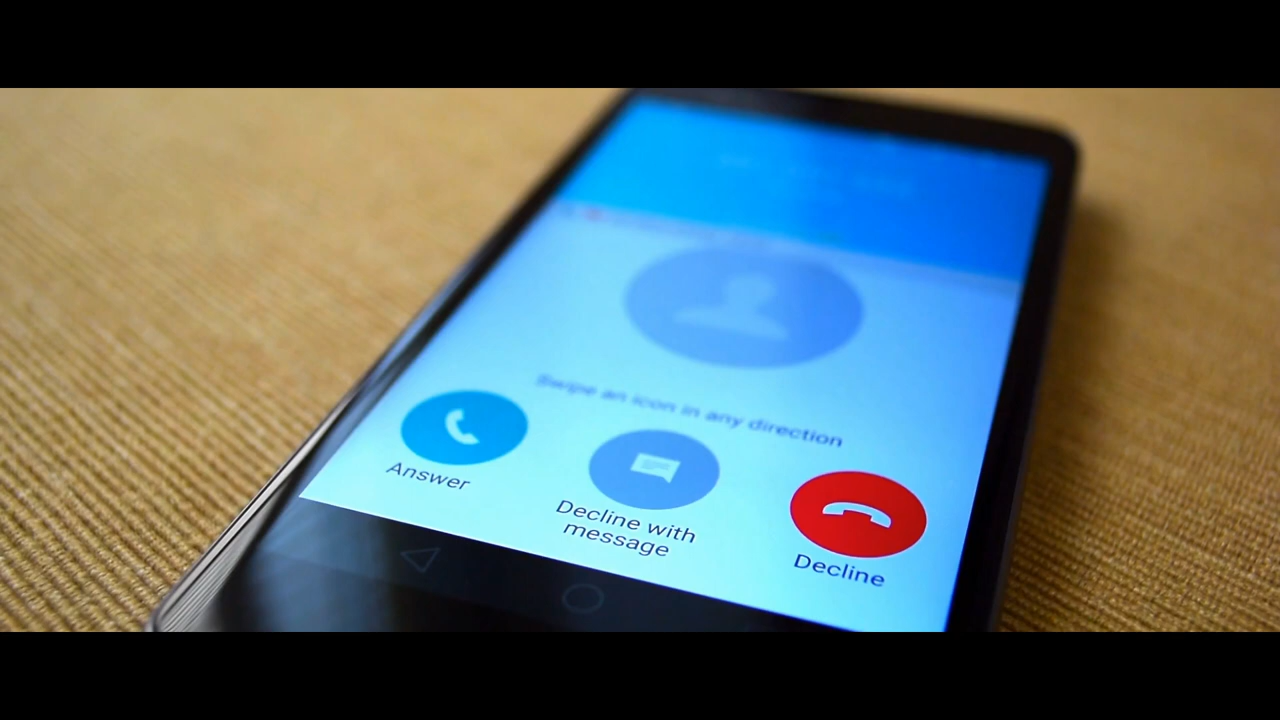 Swipe an icon in any direction
Answer
Decline with
message
Decline